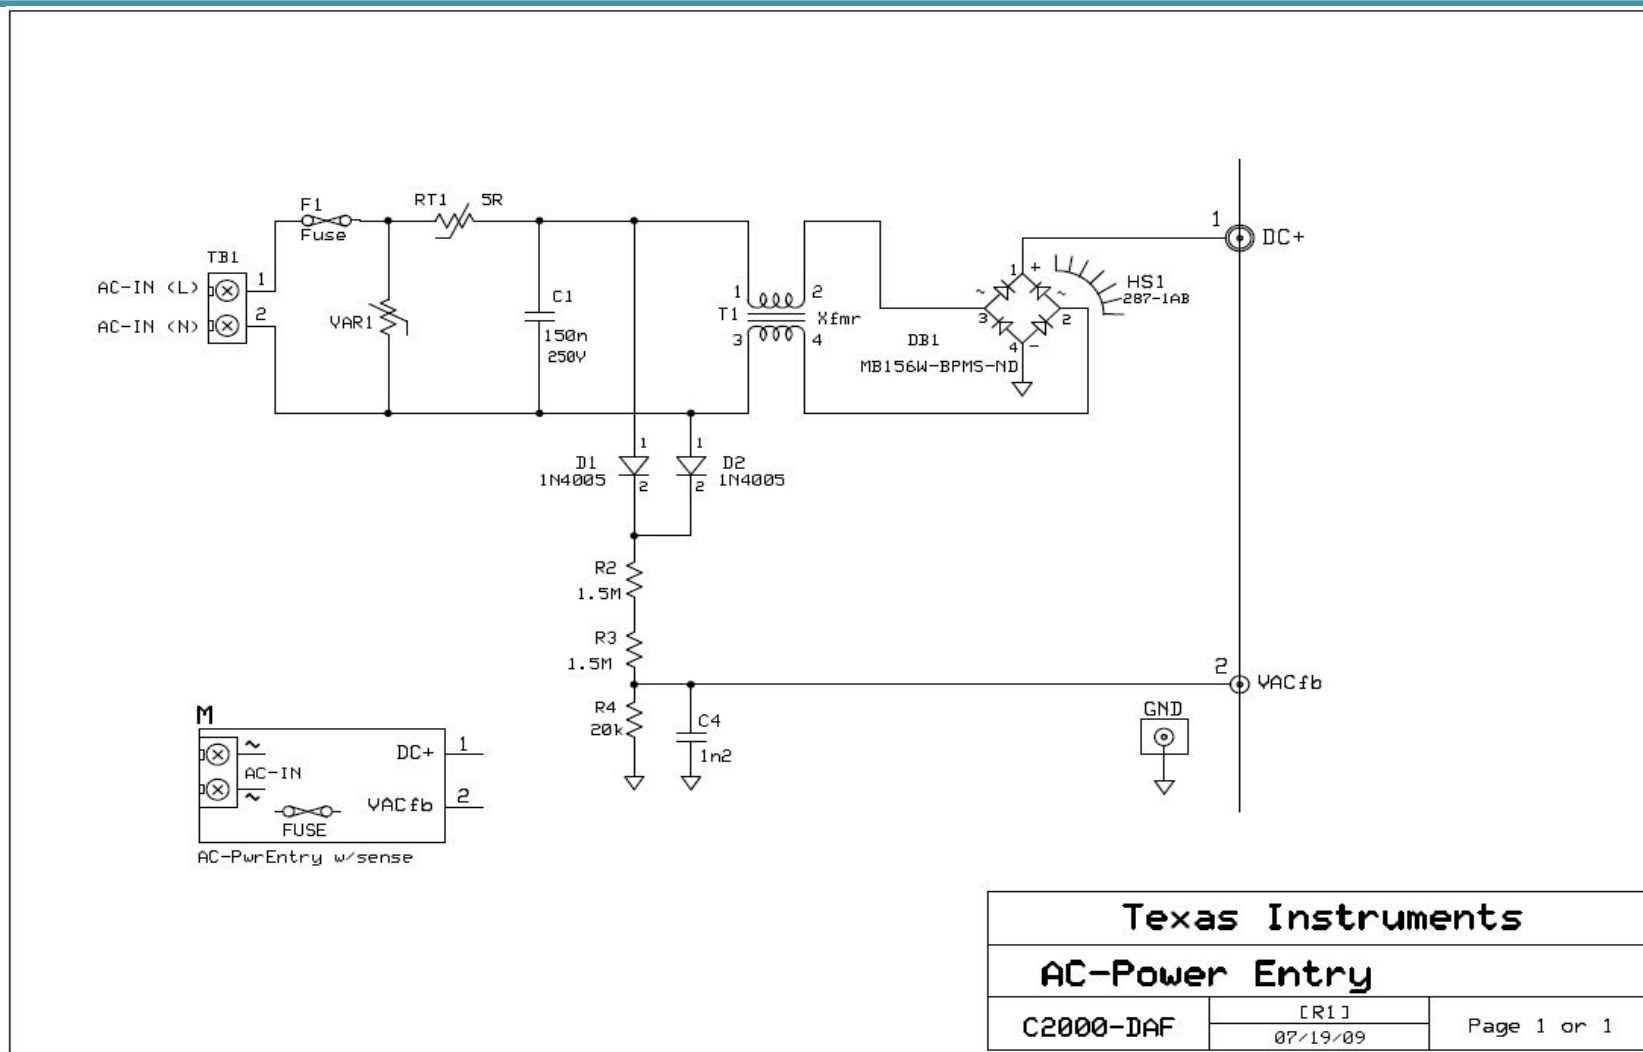 F1
Fuse
RT1 5R
TB1
AC-IN (L) 1
AC-IN (N) 2
VAR1
C1
150n
250V
1 2
T1 Xfmr
3 4
1 +
~ ~
3 2
4 -
DB1
MB156W-BPMS-ND
HS1
287-1AB
1 DC+
1 1
D1 D2
1N4005 1N4005
2 2
R2
1.5M
R3
1.5M
2 VACfb
R4
20k
C4
1n2
GND
M
~ DC+ 1
AC-IN
~ VACfb 2
FUSE
AC-PwrEntry w/sense
Texas Instruments
AC-Power Entry
C2000-DAF
[R1]
07/19/09
Page 1 or 1